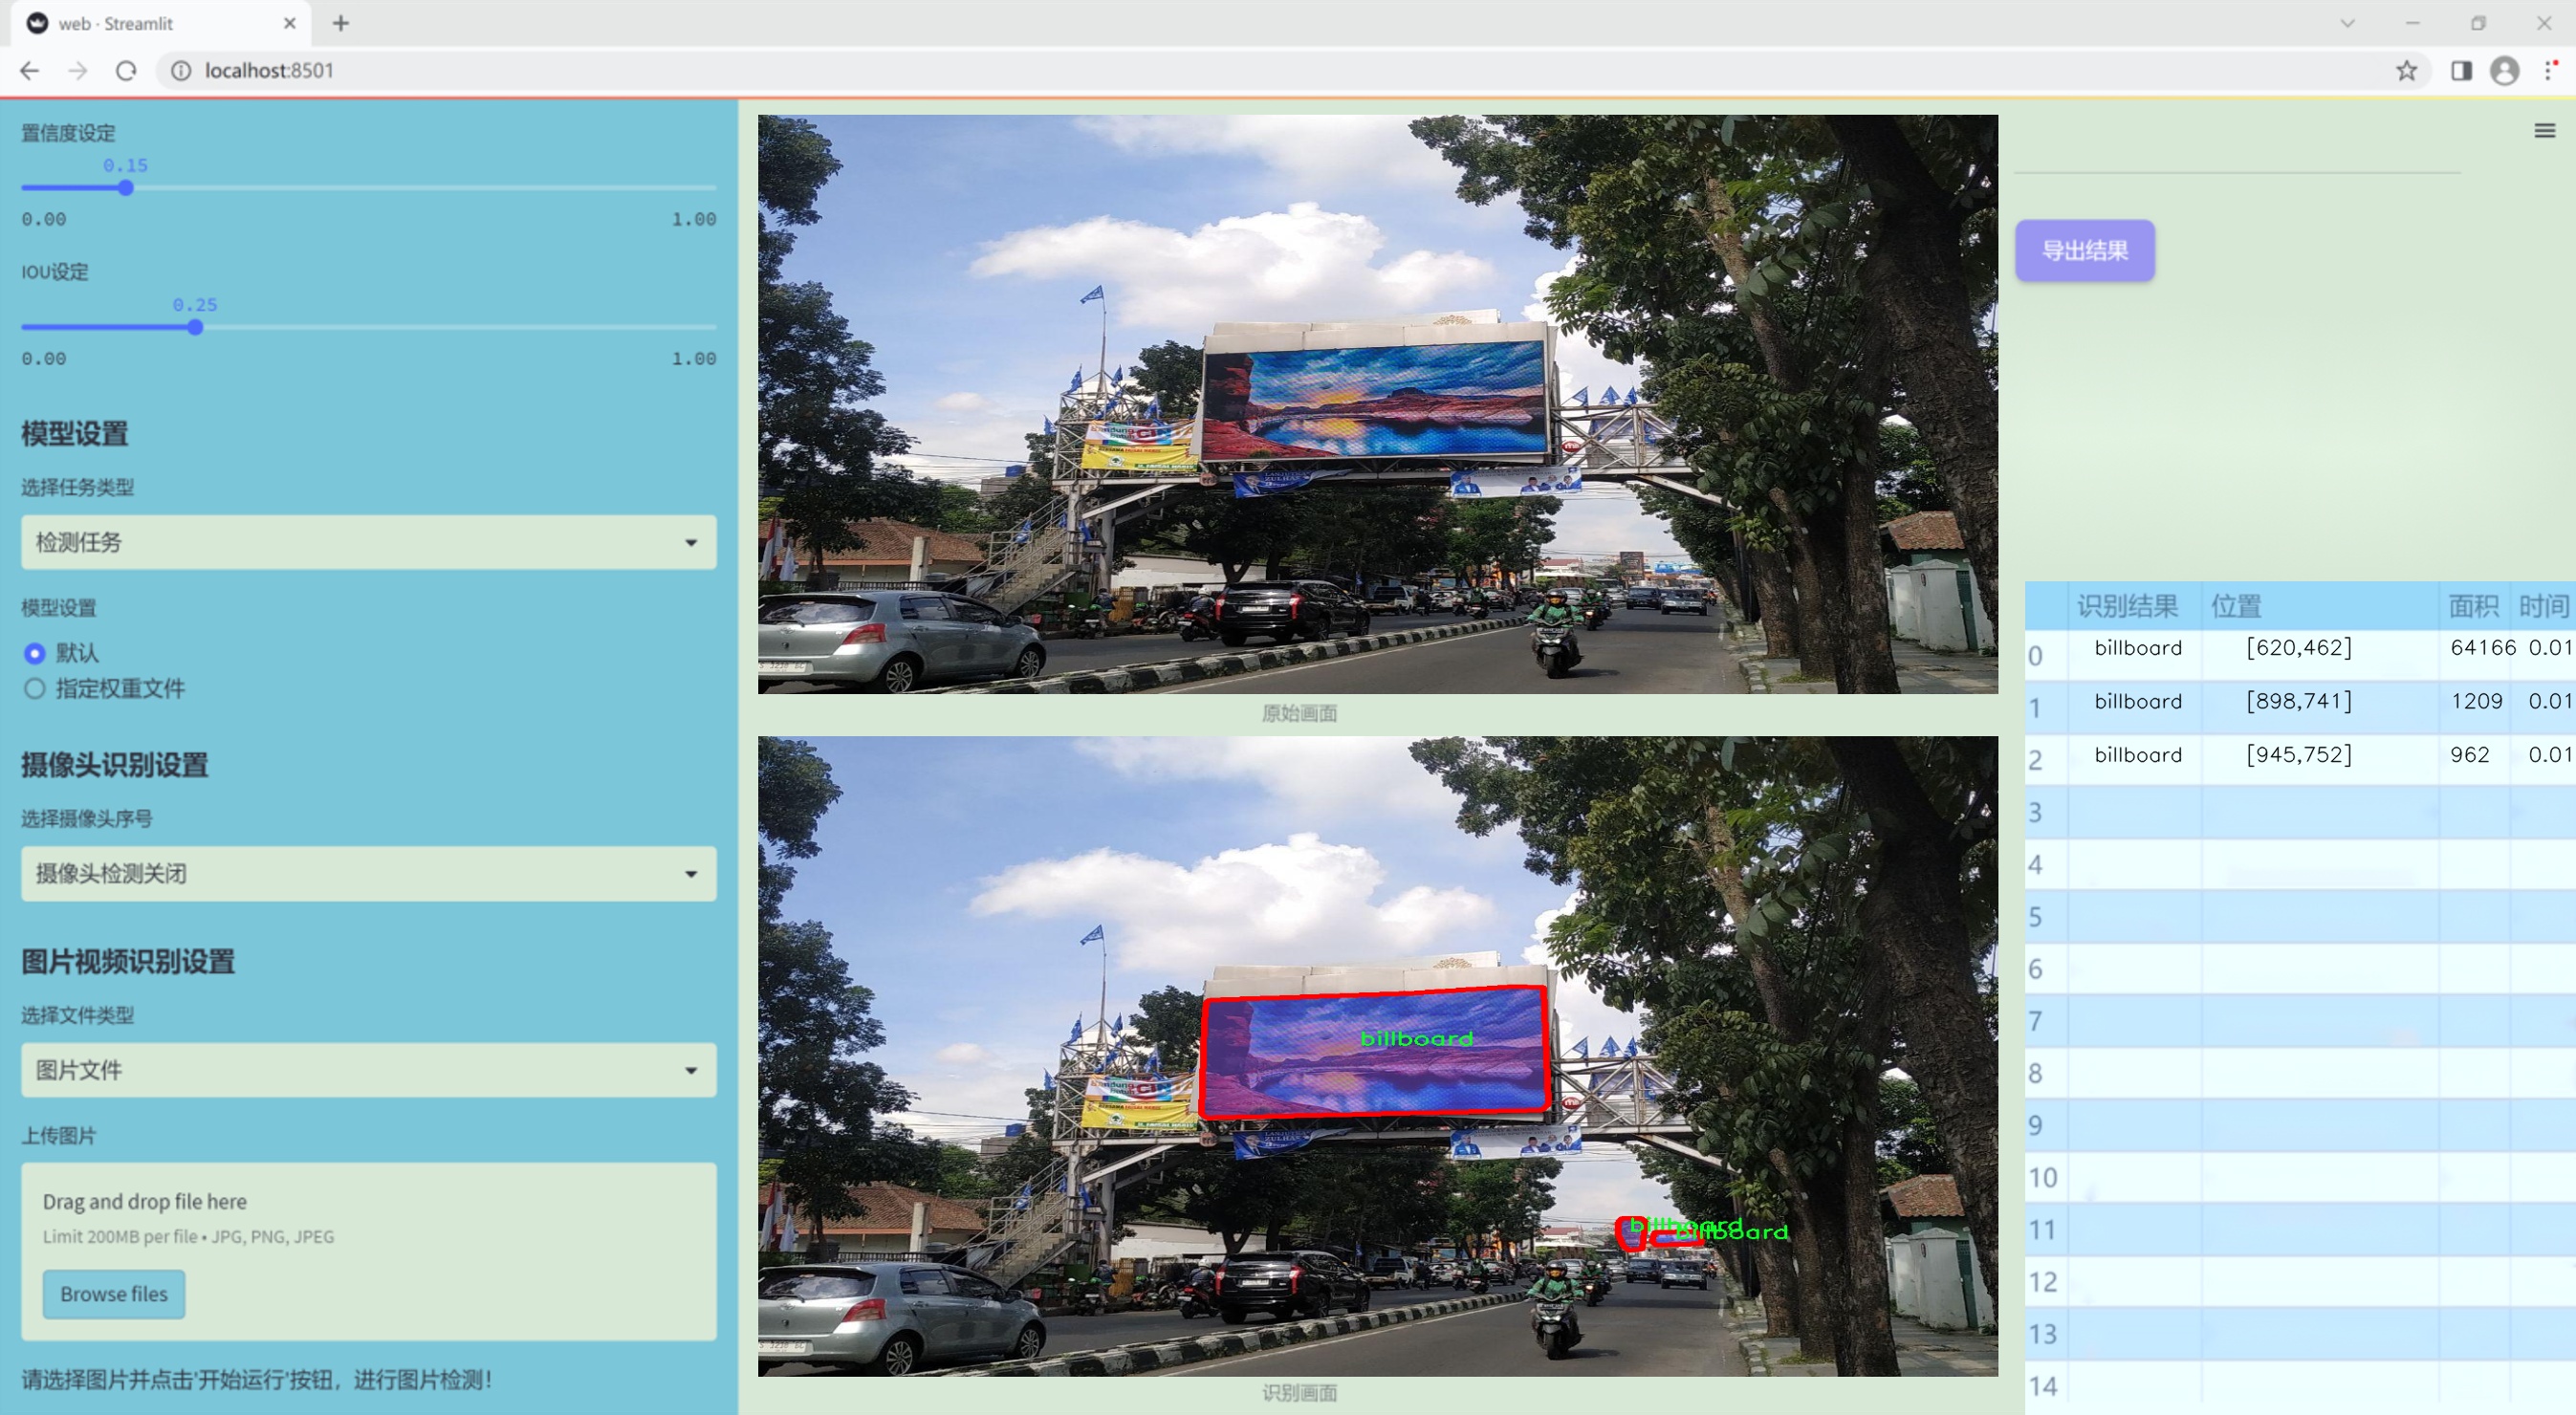 web · Streamlit
localhost:8501
置信度设定
0.15
0.00 1.00
IOU设定
0.25
0.00 1.00
模型设置
选择任务类型
检测任务
模型设置
默认
指定权重文件
摄像头识别设置
选择摄像头序号
摄像头检测关闭
图片视频识别设置
选择文件类型
图片文件
上传图片
Drag and drop file here
Limit 200MB per file • JPG, PNG, JPEG
Browse files
请选择图片并点击'开始运行'按钮，进行图片检测！
ZULHAS
原始画面
billboard
ZULHAS
billboard
billboard
识别画面
导出结果
识别结果 位置 面积 时间
0 billboard [620,462] 64166 0.01
1 billboard [898,741] 1209 0.01
2 billboard [945,752] 962 0.01
3
4
5
6
7
8
9
10
11
12
13
14